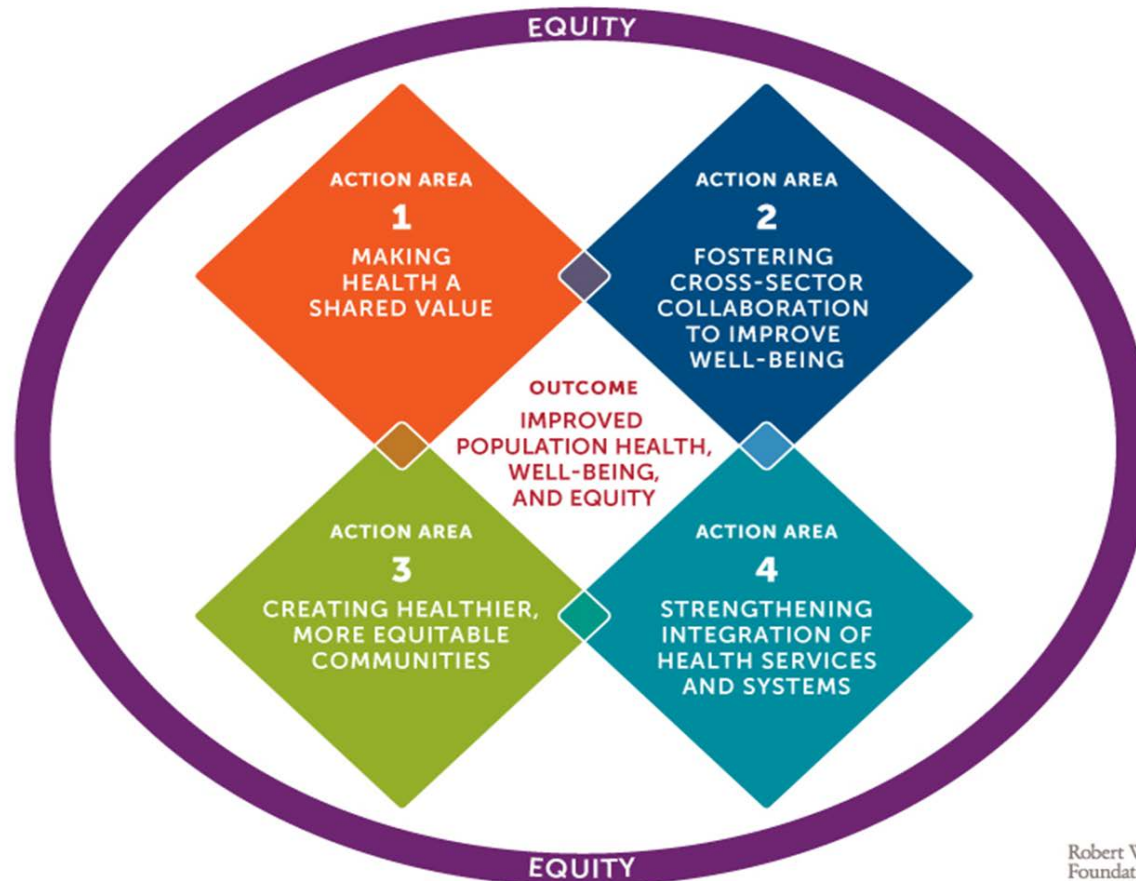 EQUITY
ACTION AREA
1
MAKING
HEALTH A
SHARED VALUE
ACTION AREA
2
FOSTERING
CROSS-SECTOR
COLLABORATION
TO IMPROVE
WELL-BEING
OUTCOME
IMPROVED
POPULATION HEALTH,
WELL-BEING,
AND EQUITY
ACTION AREA
3
CREATING HEALTHIER,
MORE EQUITABLE
COMMUNITIES
ACTION AREA
4
STRENGTHENING
INTEGRATION OF
HEALTH SERVICES
AND SYSTEMS
EQUITY
Robert